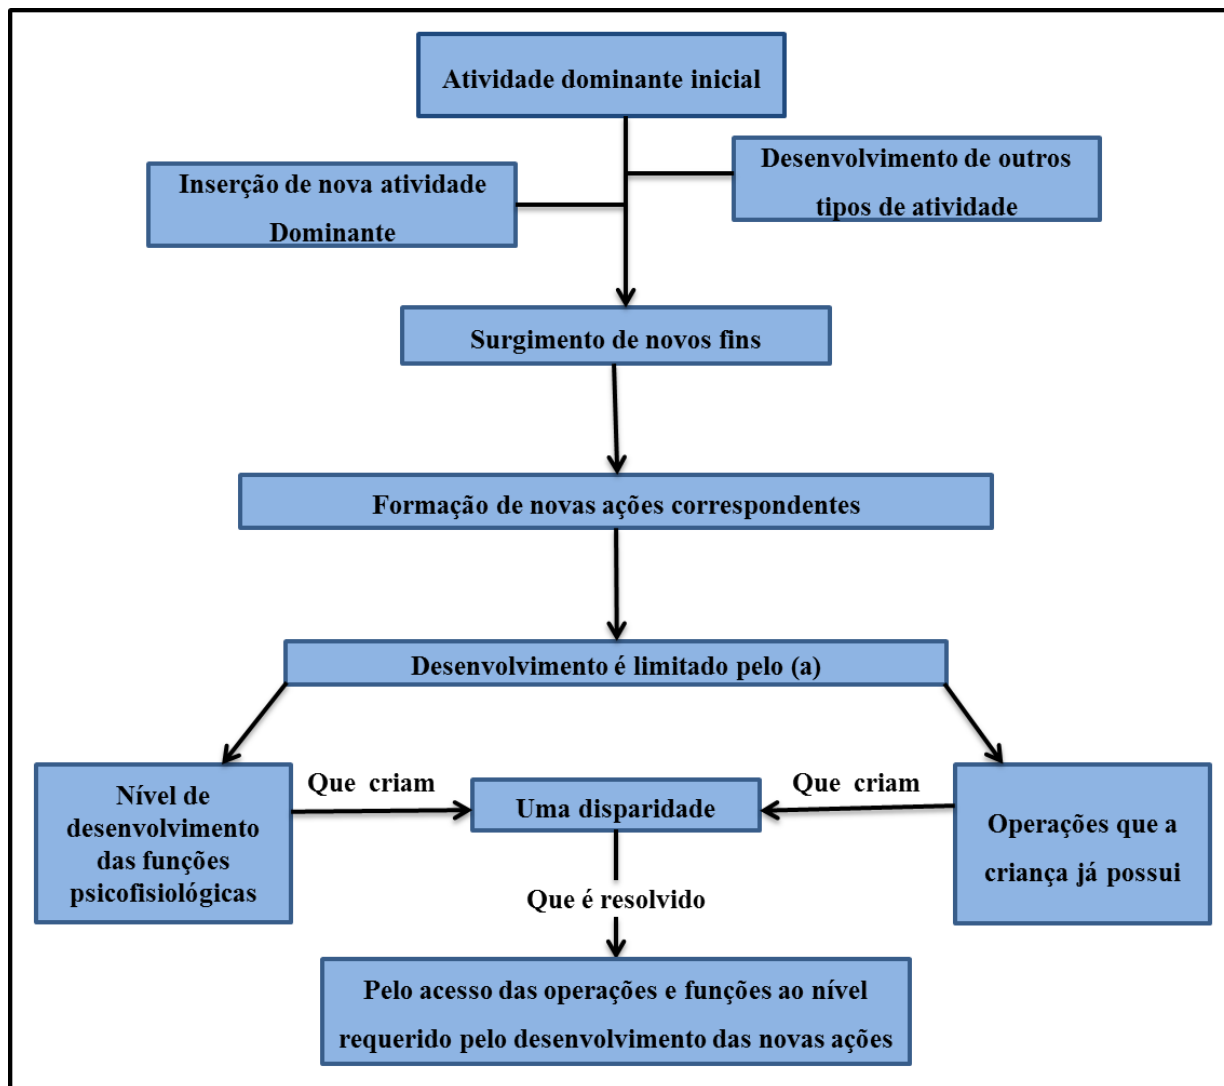 Atividade dominante inicial
Desenvolvimento de outros
tipos de atividade
Inserção de nova atividade
Dominante
Surgimento de novos fins
Formação de novas ações correspondentes
Desenvolvimento é limitado pelo (a)
Nível de
desenvolvimento
das funções
psicofisiológicas
Que criam
Uma disparidade
Que criam
Operações que a
criança já possui
Que é resolvido
Pelo acesso das operações e funções ao nível
requerido pelo desenvolvimento das novas ações